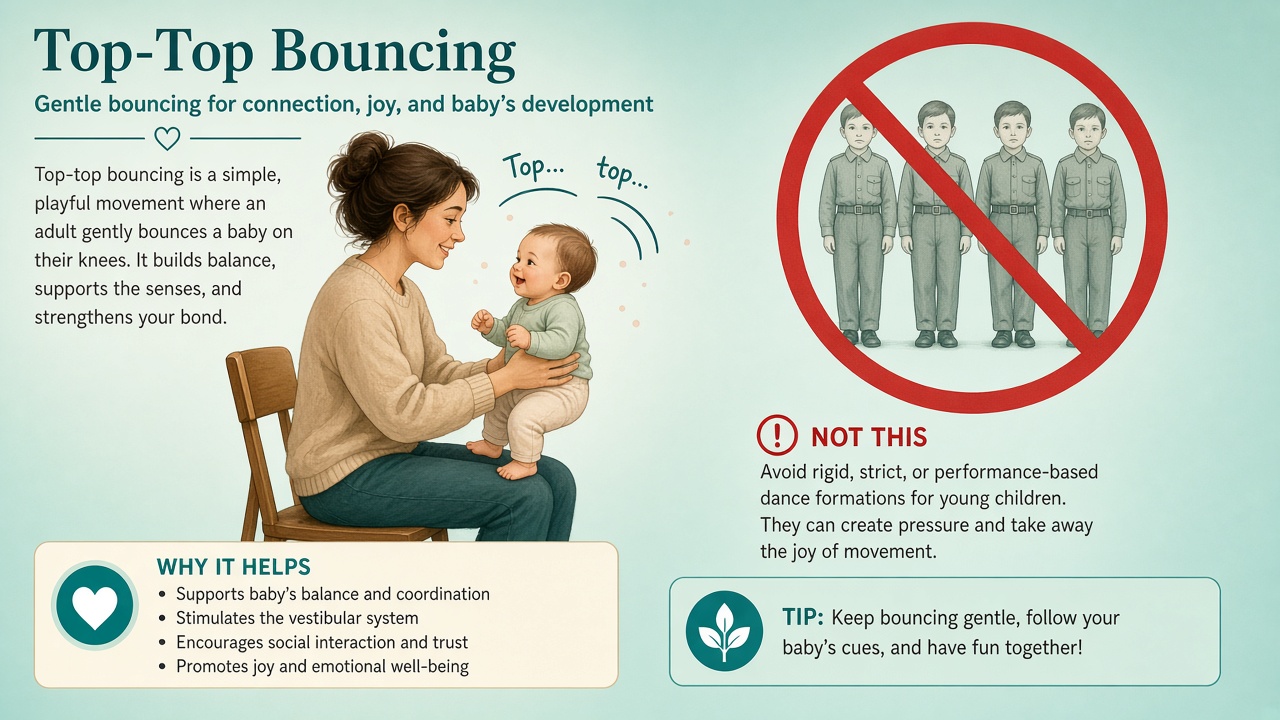 Top-Top Bouncing
Gentle bouncing for connection, joy, and baby's development
Top-top bouncing is a simple,
playful movement where an
adult gently bounces a baby on
their knees. It builds balance,
supports the senses, and
strengthens your bond.
Top... top...
WHY IT HELPS
• Supports baby's balance and coordination
• Stimulates the vestibular system
• Encourages social interaction and trust
• Promotes joy and emotional well-being
! NOT THIS
Avoid rigid, strict, or performance-based
dance formations for young children.
They can create pressure and take away
the joy of movement.
TIP: Keep bouncing gentle, follow your
baby's cues, and have fun together!